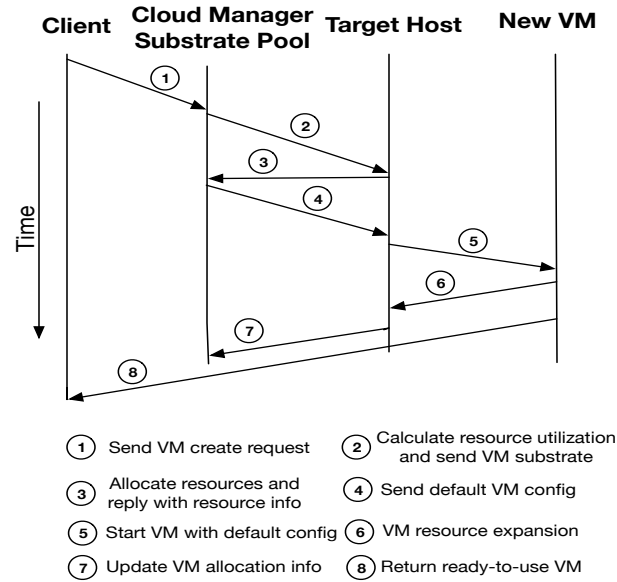 Client
Cloud Manager
Substrate Pool
Target Host
New VM
1
2
3
4
5
6
7
8
Time
1 Send VM create request
2 Calculate resource utilization
and send VM substrate
3 Allocate resources and
reply with resource info
4 Send default VM config
5 Start VM with default config
6 VM resource expansion
7 Update VM allocation info
8 Return ready-to-use VM